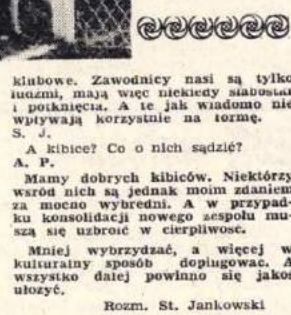 klubowe. Zawodnicy nasi są tylko
ludźmi, mają więc niekiedy słabostki
i potknięcia. A te jak wiadomo nie
wpływają korzystnie na formę.
S. J.
A kibice? Co o nich sądzić?
A. P.
Mamy dobrych kibiców. Niektórzy
wśród nich są jednak moim zdaniem
za mocno wybredni. A w przypad-
ku konsolidacji nowego zespołu mu-
szą się uzbroić w cierpliwość.
Mniej wybrzydzać, a więcej w
kulturalny sposób dopingować. A
wszystko dalej powinno się jakoś
ułożyć.
Rozm. St. Jankowski